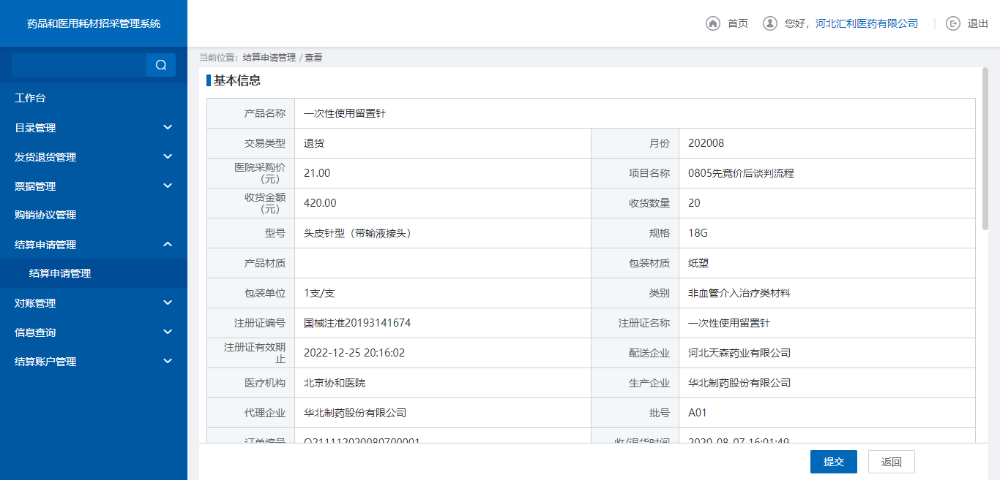 药品和医用耗材招采管理系统
首页
您好，河北汇利医药有限公司
退出
当前位置：结算申请管理 / 查看
工作台
目录管理
发货退货管理
票据管理
购销协议管理
结算申请管理
结算申请管理
对账管理
信息查询
结算账户管理
基本信息
产品名称 一次性使用留置针
交易类型 退货 月份 202008
医院采购价
（元） 21.00 项目名称 0805先竞价后谈判流程
收货金额
（元） 420.00 收货数量 20
型号 头皮针型（带输液接头） 规格 18G
产品材质 包装材质 纸塑
包装单位 1支/支 类别 非血管介入治疗类材料
注册证编号 国械注准20193141674 注册证名称 一次性使用留置针
注册证有效期
止 2022-12-25 20:16:02 配送企业 河北天森药业有限公司
医疗机构 北京协和医院 生产企业 华北制药股份有限公司
代理企业 华北制药股份有限公司 批号 A01
订单编号 收/退货时间 2020-08-07 16:01:49
提交 返回